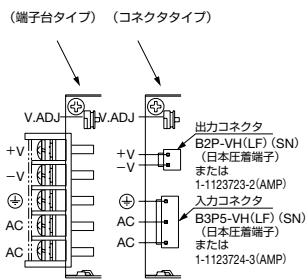 (端子台タイプ) (コネクタタイプ)
V.ADJ
V.ADJ
+V
-V
AC
AC
+V
-V
AC
AC
出力コネクタ
B2P-VH(LF)(SN)
(日本圧着端子)
または
1-1123723-2(AMP)
入力コネクタ
B3P5-VH(LF)(SN)
(日本圧着端子)
または
1-1123724-3(AMP)